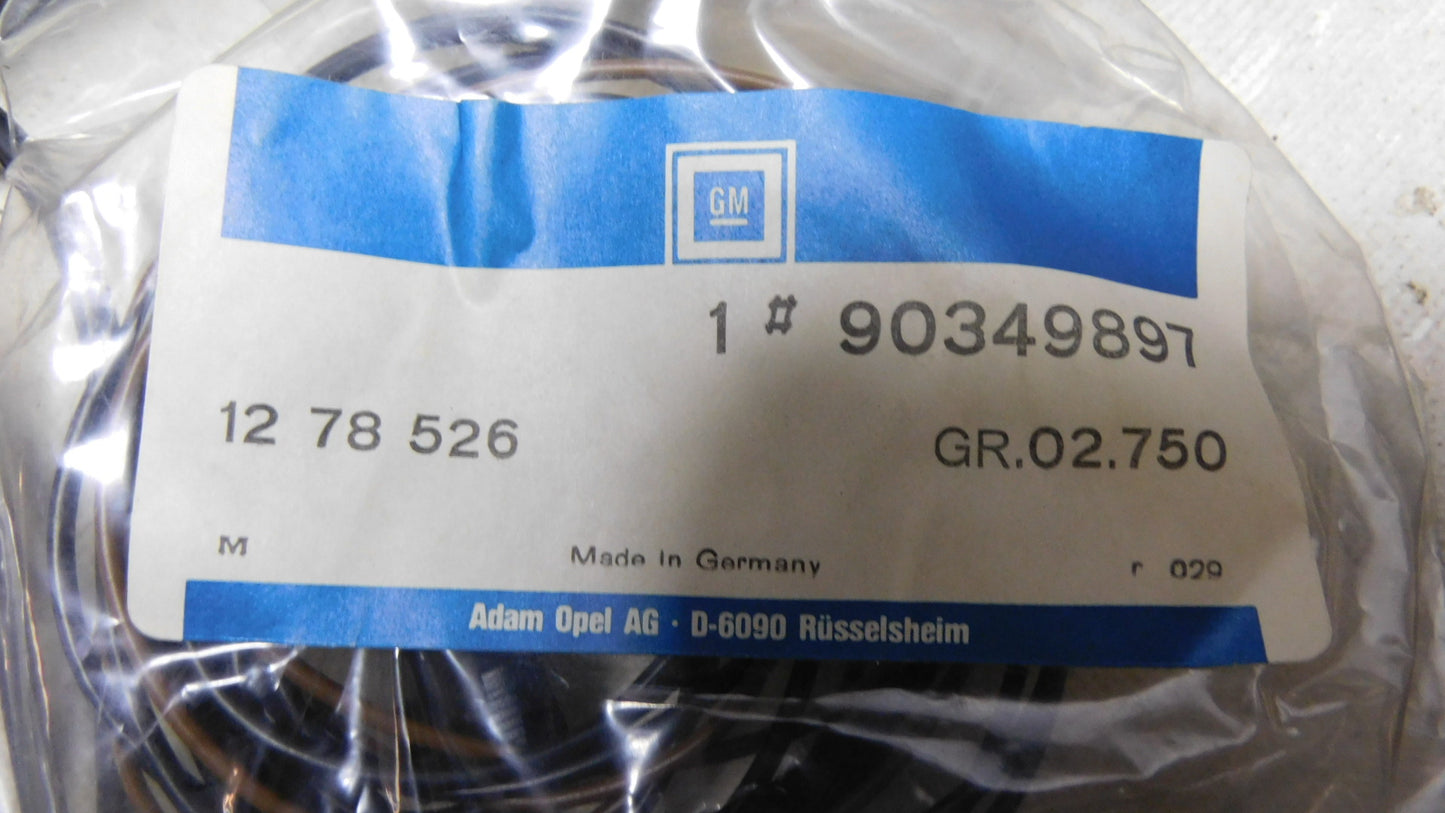 GM
1 # 90349897
12 78 526 GR.02.750
M Made in Germany r 029
Adam Opel AG · D-6090 Rüsselsheim